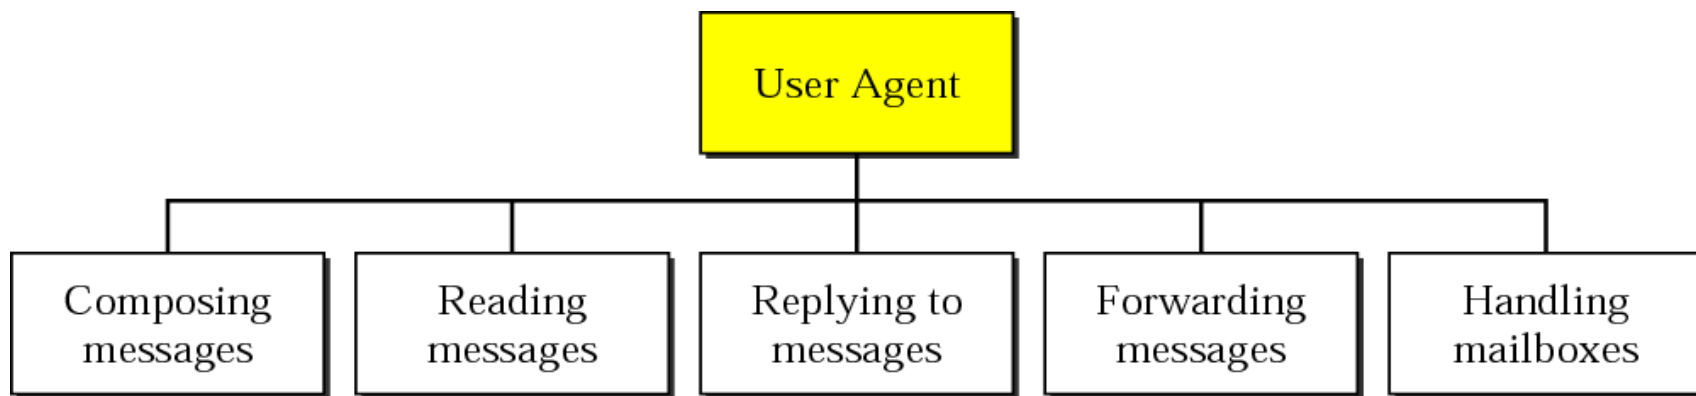 User Agent
Composing
messages
Reading
messages
Replying to
messages
Forwarding
messages
Handling
mailboxes